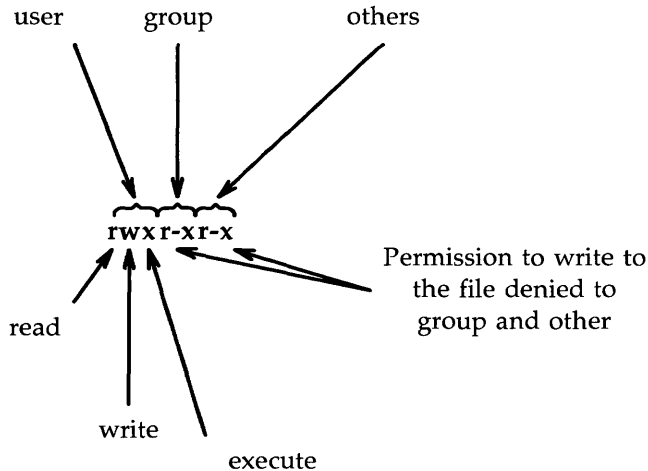 user group others
rwxr-xr-x
Permission to write to
the file denied to
group and other
read
write
execute